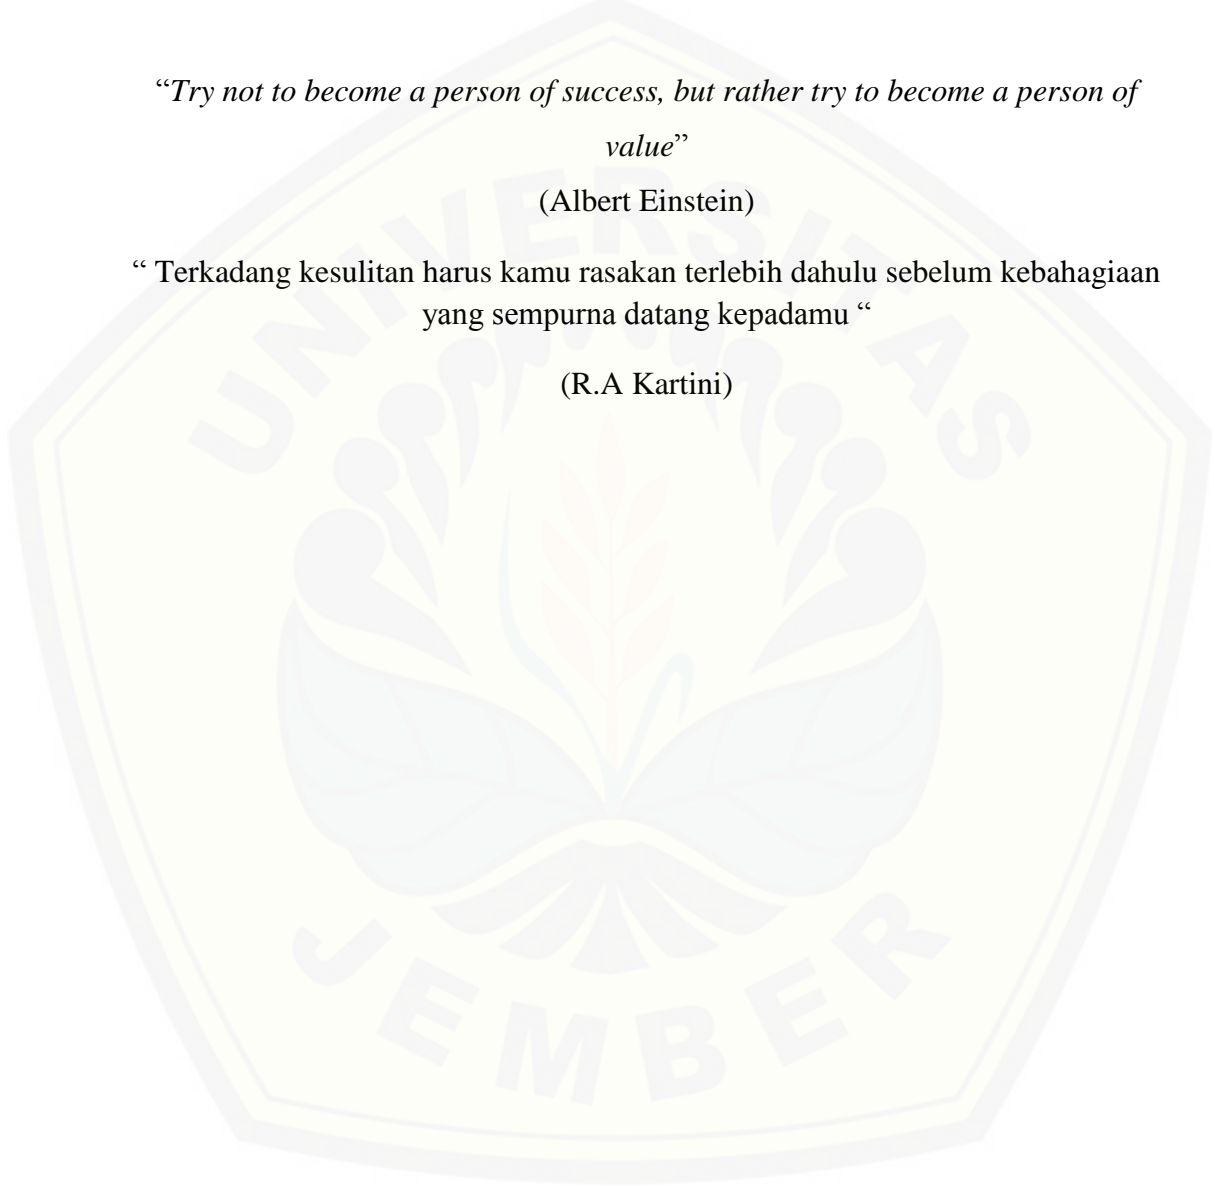 “Try not to become a person of success, but rather try to become a person of
value”
(Albert Einstein)
“ Terkadang kesulitan harus kamu rasakan terlebih dahulu sebelum kebahagiaan
yang sempurna datang kepadamu “
(R.A Kartini)
UNIVERSITAS
JEMBER